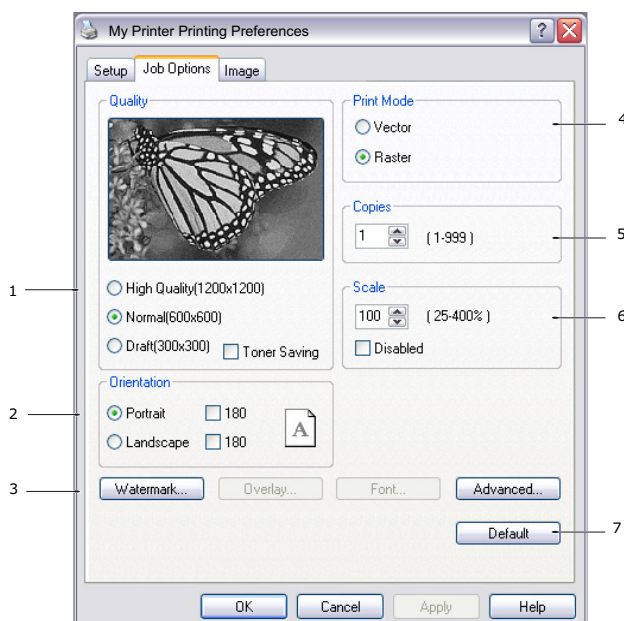 My Printer Printing Preferences
?
Setup Job Options Image
Quality
Print Mode
Vector
4
Raster
Copies
1 ( 1-999 )
5
1
High Quality(1200x1200)
Scale
Normal(600x600)
100 ( 25-400% )
6
Draft(300x300) Toner Saving
Disabled
Orientation
2
Portrait 180
A
Landscape 180
3
Watermark... Overlay... Font... Advanced...
Default
7
OK Cancel Apply Help